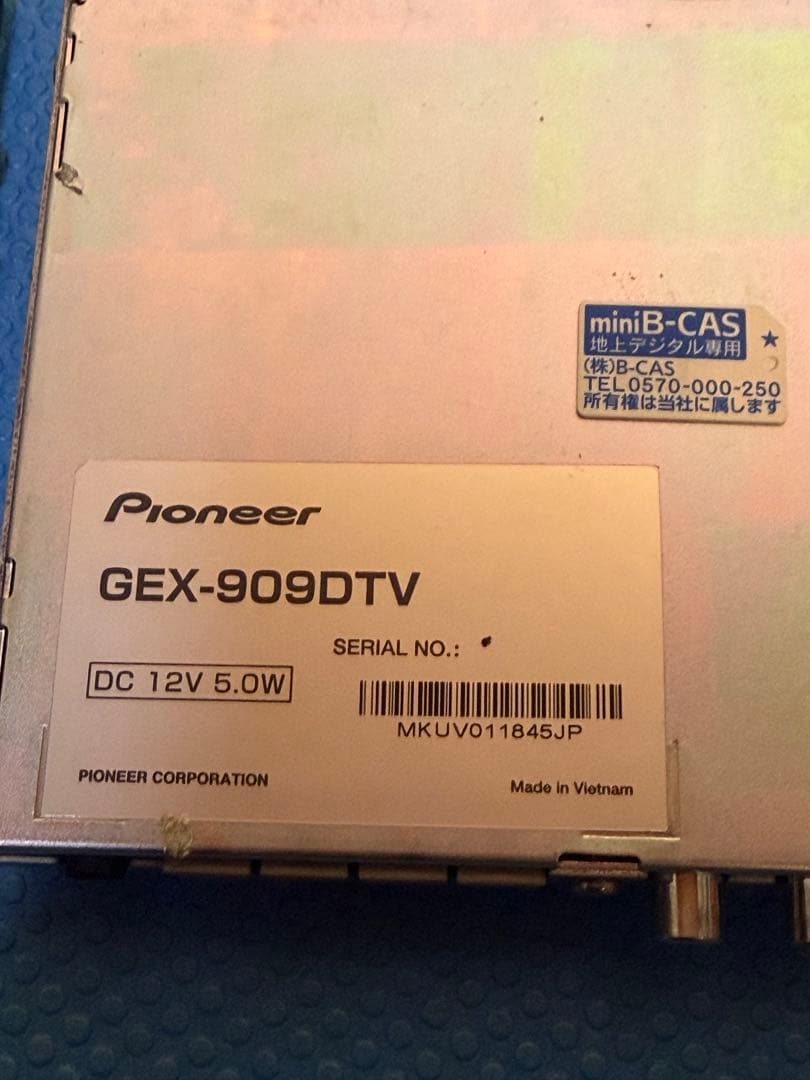 miniB-CAS
地上デジタル専用
★
(株)B-CAS
TEL0570-000-250
所有権は当社に属します
Pioneer
GEX-909DTV
SERIAL NO.:
DC 12V 5.0W
MKUV011845JP
PIONEER CORPORATION
Made in Vietnam